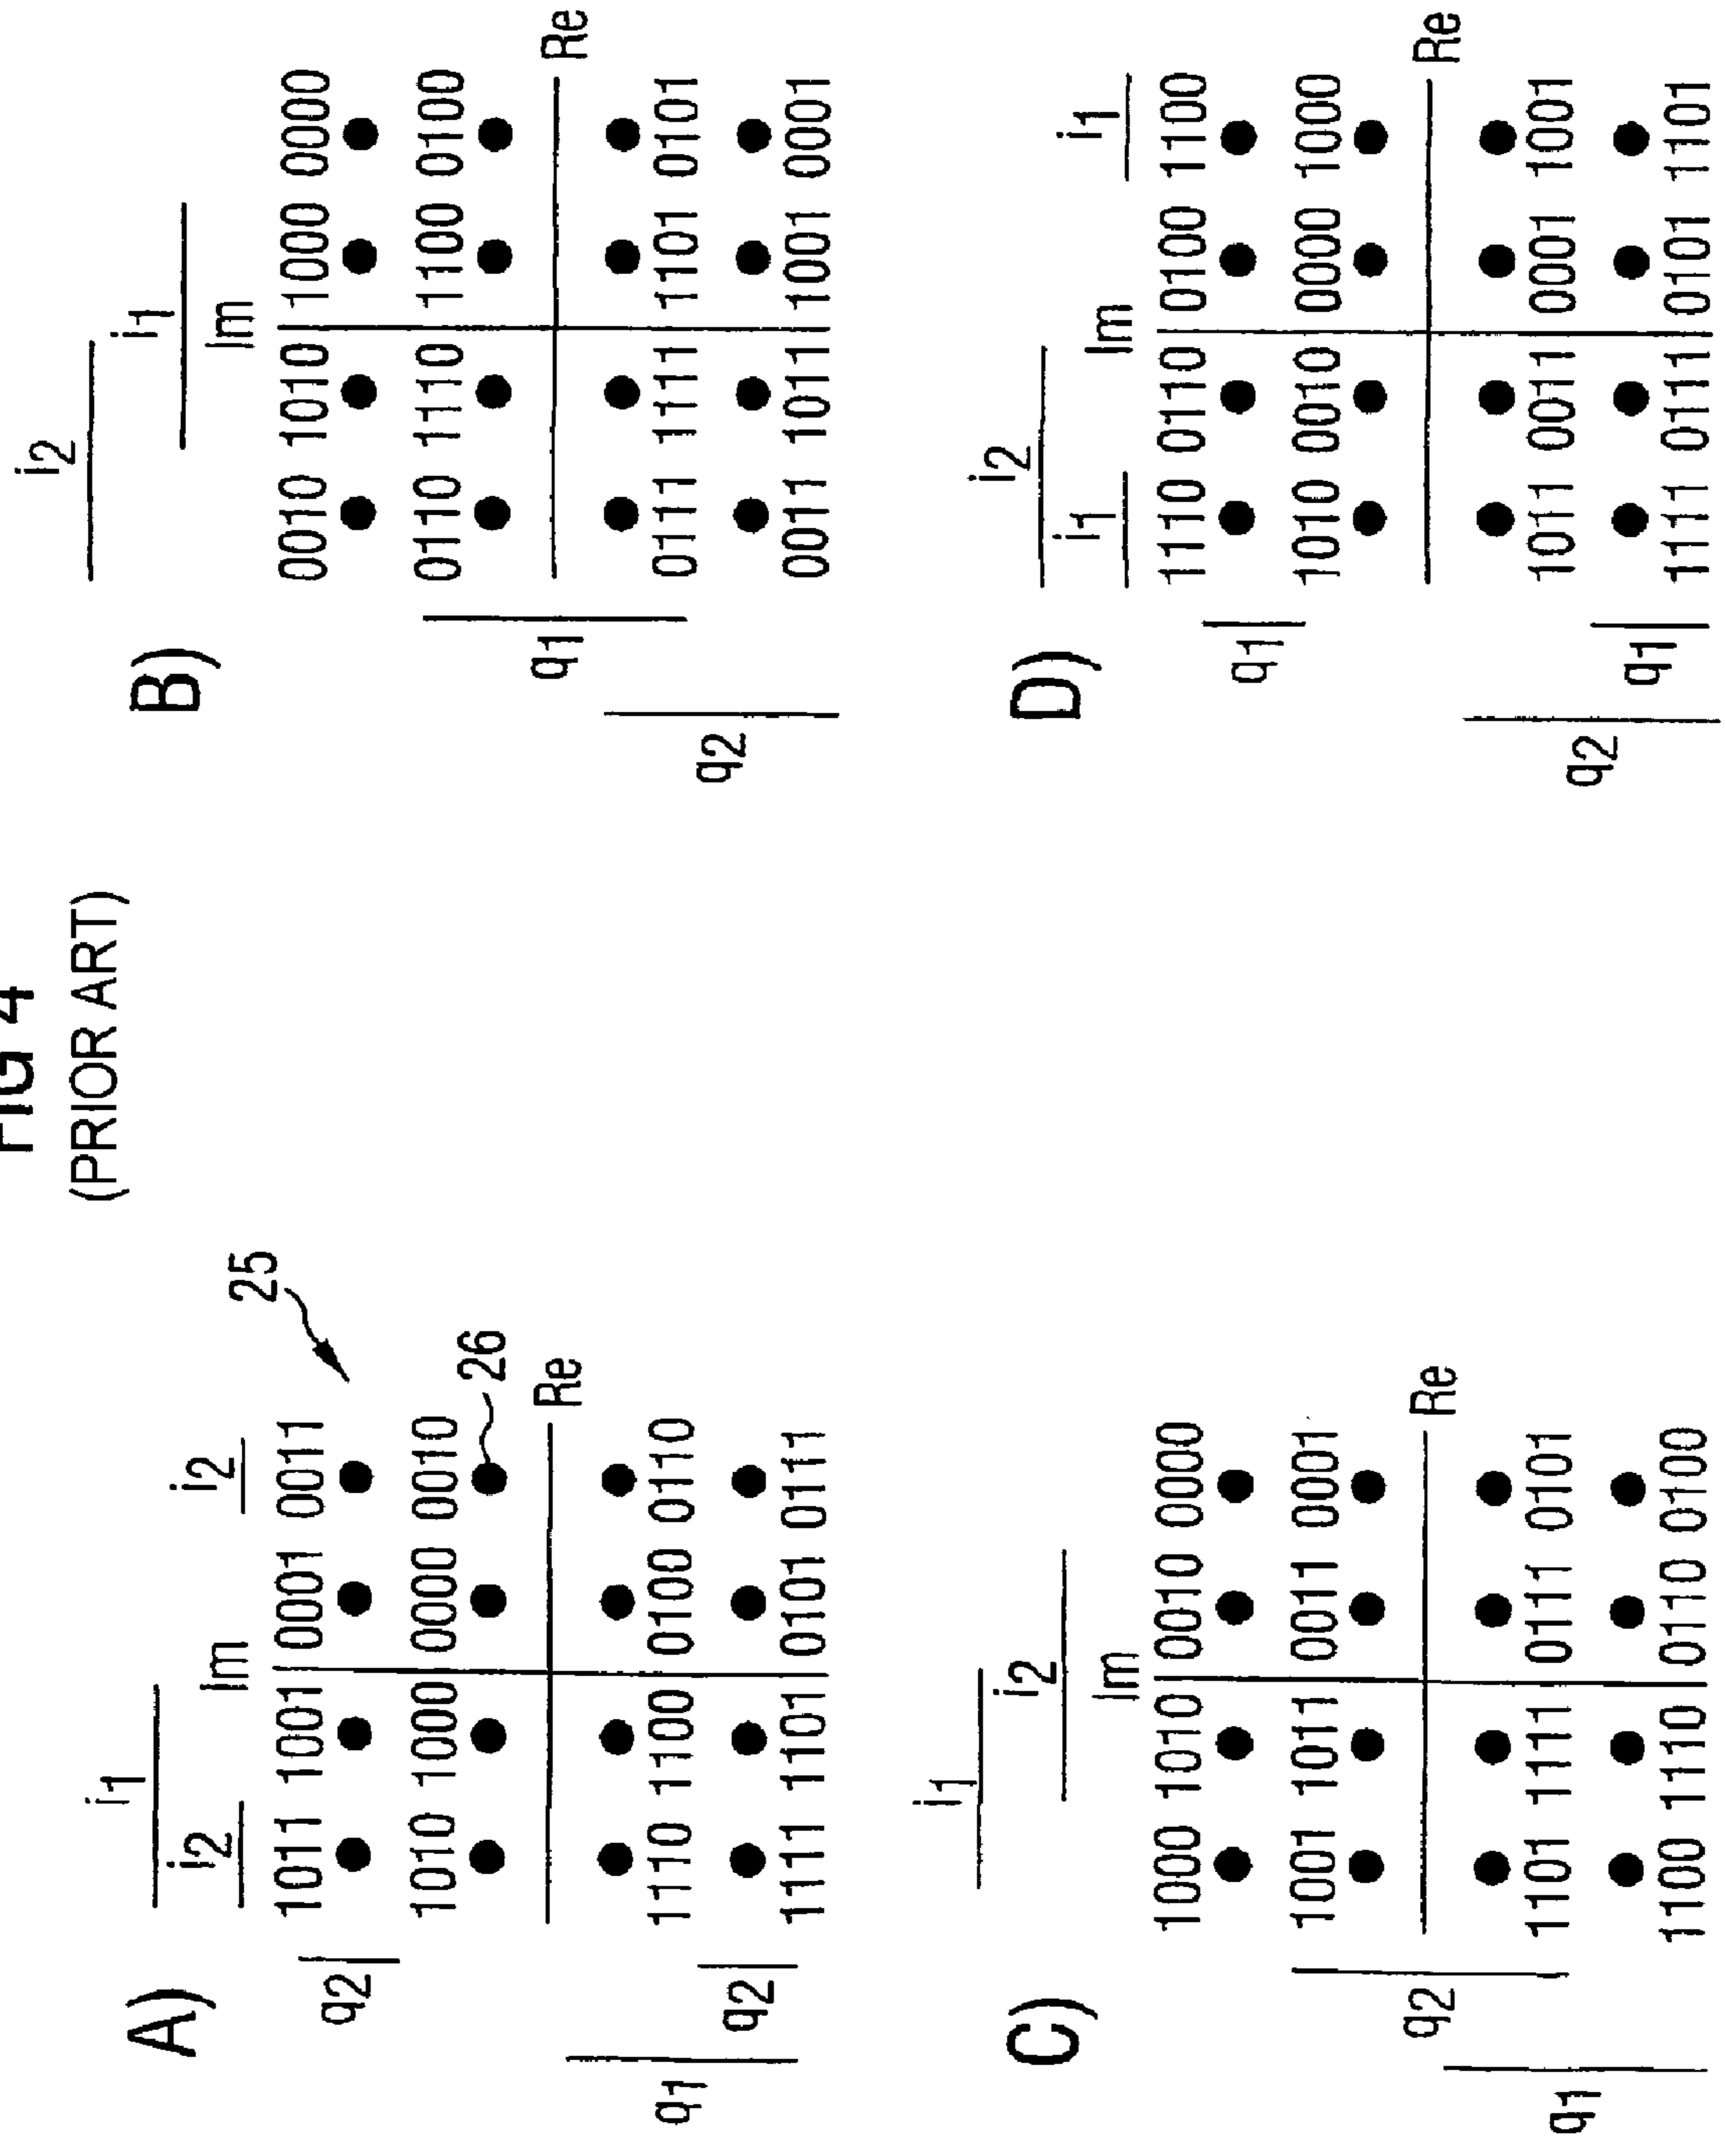 FIG 4
(PRIOR ART)
A)
i1
i2 i2
Im
25
q2
1011 1001 0001 0011
1010 1000 0000 0010
26
Re
q1
1110 1100 0100 0110
q2
1111 1101 0101 0111
B)
i2
i1
Im
0010 1010 1000 0000
q1
0110 1110 1100 0100
Re
q2
0111 1111 1101 0101
0011 1011 1001 0001
C)
i1
i2
Im
1000 1010 0010 0000
q2
1001 1011 0011 0001
Re
q1
1101 1111 0111 0101
1100 1110 0110 0100
D)
i2
i1 i1
Im
q1
1110 0110 0100 1100
1010 0010 0000 1000
Re
q2
1011 0011 0001 1001
q1
1111 0111 0101 1101